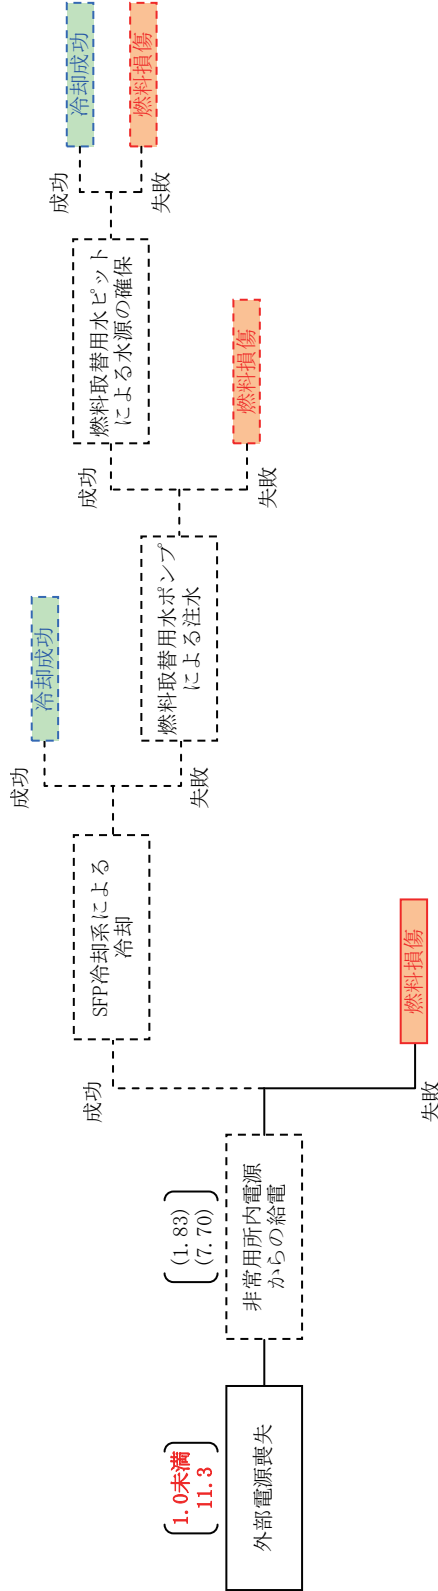 1.0未満
11.3
外部電源喪失
(1.83)
(7.70)
非常用所内電源
からの給電
成功
失敗
燃料損傷
SFP冷却系による
冷却
成功
冷却成功
失敗
燃料取替用水ポンプ
による注水
成功
失敗
燃料損傷
燃料取替用水ピット
による水源の確保
成功
冷却成功
失敗
燃料損傷